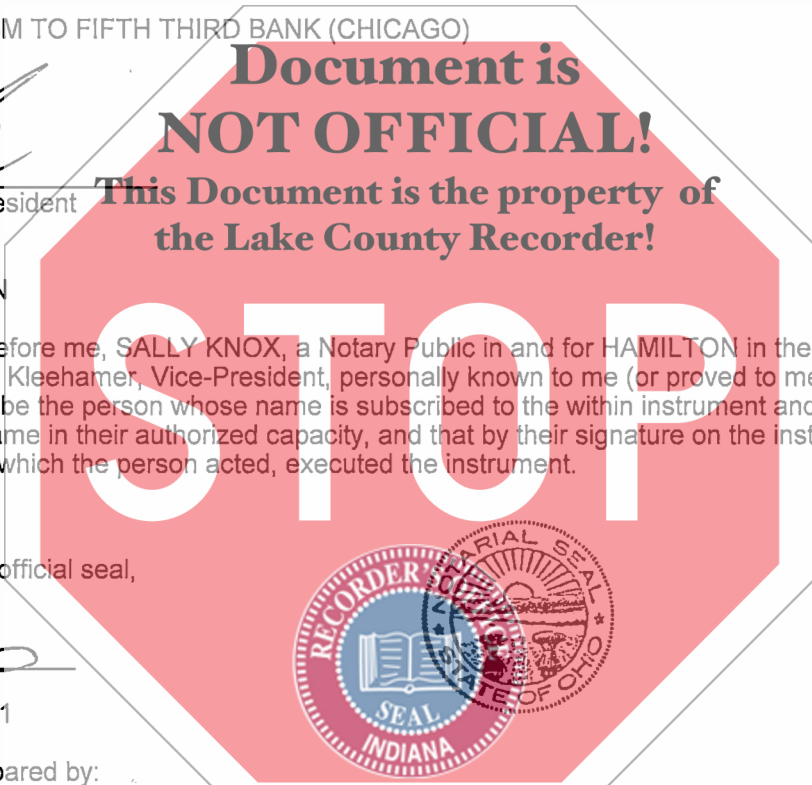 M TO FIFTH THIRD BANK (CHICAGO)
Document is
NOT OFFICIAL!
This Document is the property of
esident
the Lake County Recorder!
N
STOP
efore me, SALLY KNOX, a Notary Public in and for HAMILTON in the
Kleehamer, Vice-President, personally known to me (or proved to me
be the person whose name is subscribed to the within instrument and
me in their authorized capacity, and that by their signature on the inst
which the person acted, executed the instrument.
official seal,
RECORDER'S
SEAL
INDIANA
ARIAL SEAL
STATE OF OHIO
1
pared by: